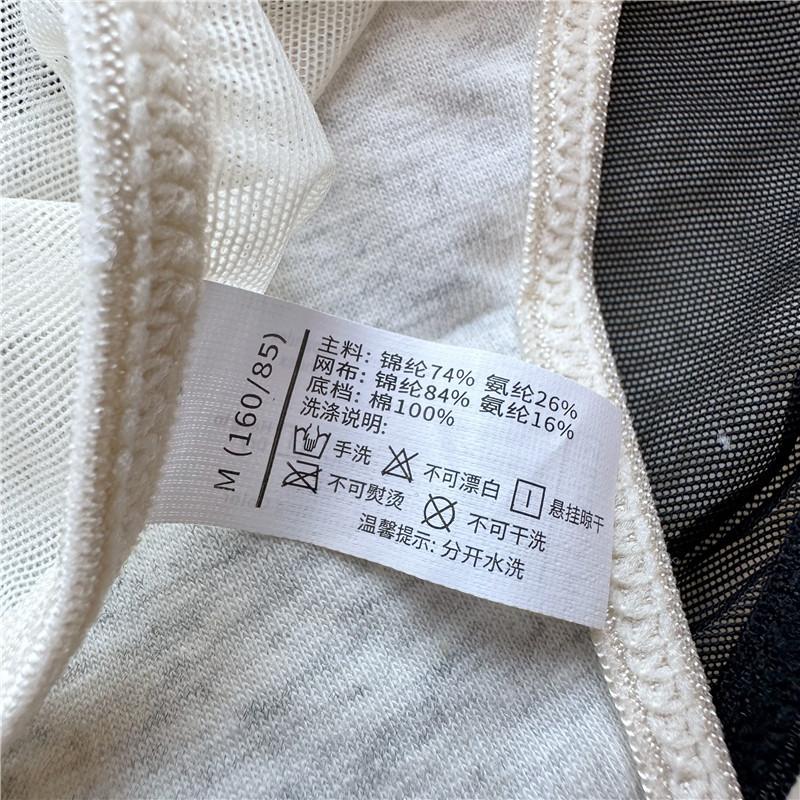 M (160/85)
主料: 锦纶74% 氨纶26%
网布: 锦纶84% 氨纶16%
底档: 棉100%
洗涤说明:
手洗 不可漂白 悬挂晾干
不可熨烫 不可干洗
温馨提示: 分开水洗